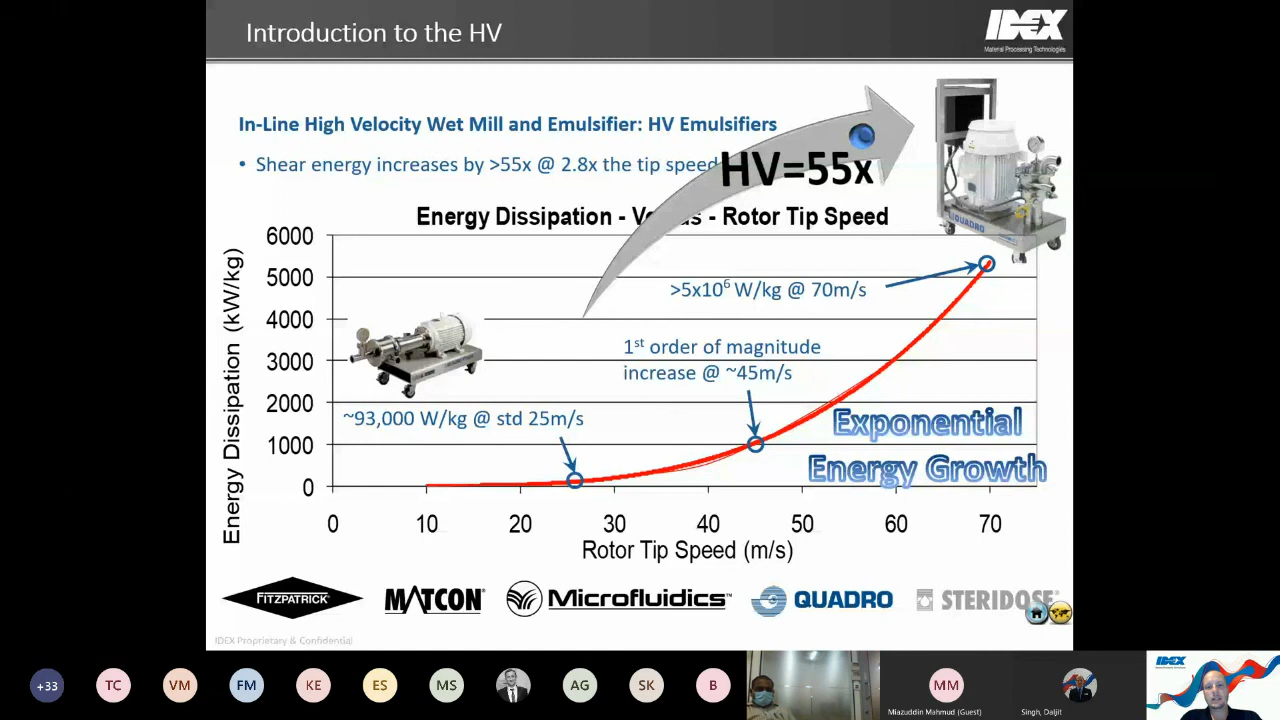 Introduction to the HV
IDEX
Material Processing Technologies
In-Line High Velocity Wet Mill and Emulsifier: HV Emulsifiers
• Shear energy increases by >55x @ 2.8x the tip speed
HV=55x
Energy Dissipation - V s - Rotor Tip Speed
6000
5000
4000
3000
2000
1000
0
Energy Dissipation (kW/kg)
QUADRO
>5x10⁶ W/kg @ 70m/s
1st order of magnitude
increase @ ~45m/s
~93,000 W/kg @ std 25m/s
Exponential
Energy Growth
0 10 20 30 40 50 60 70
Rotor Tip Speed (m/s)
FITZPATRICK
MATCON®
Microfluidics™
QUADRO
STERIDOSE®
IDEX Proprietary & Confidential
+33 TC VM FM KE ES MS AG SK B MM
Miazuddin Mahmud (Guest)
Singh, Daljit
IDEX